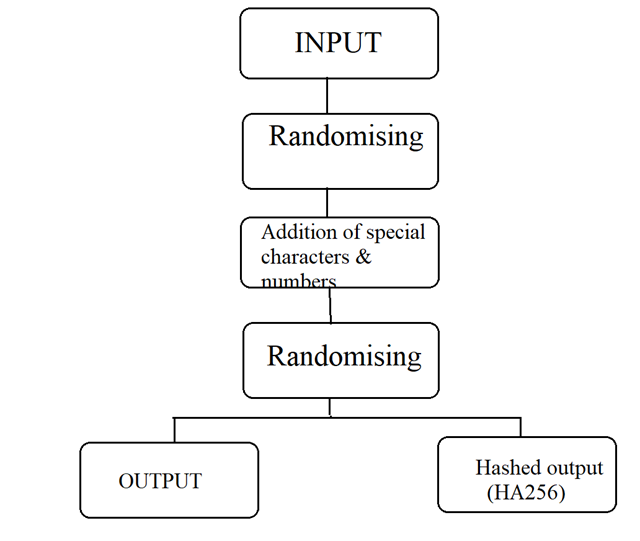 INPUT
Randomising
Addition of special
characters &
numbers
Randomising
OUTPUT
Hashed output
(HA256)